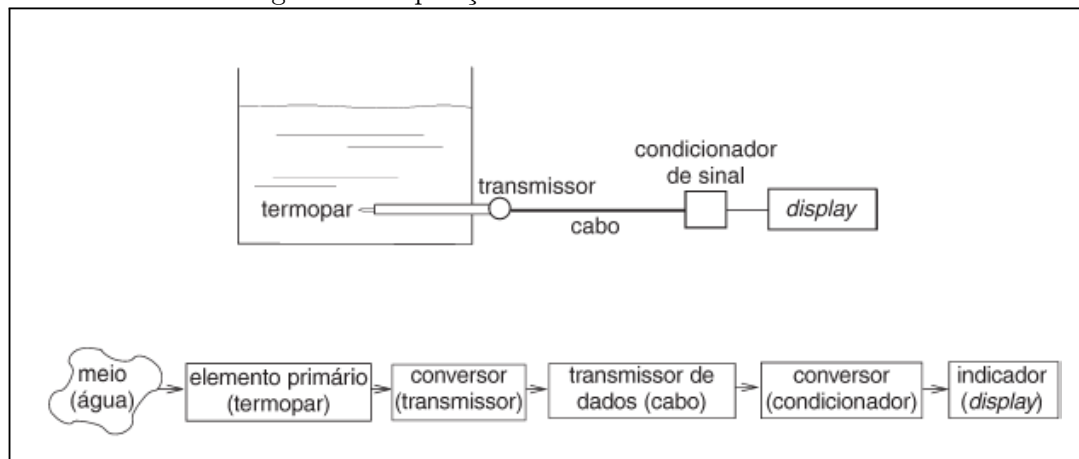 condicionador
de sinal
transmissor
termopar
display
cabo
meio
(água)
elemento primário
(termopar)
conversor
(transmissor)
transmissor de
dados (cabo)
conversor
(condicionador)
indicador
(display)